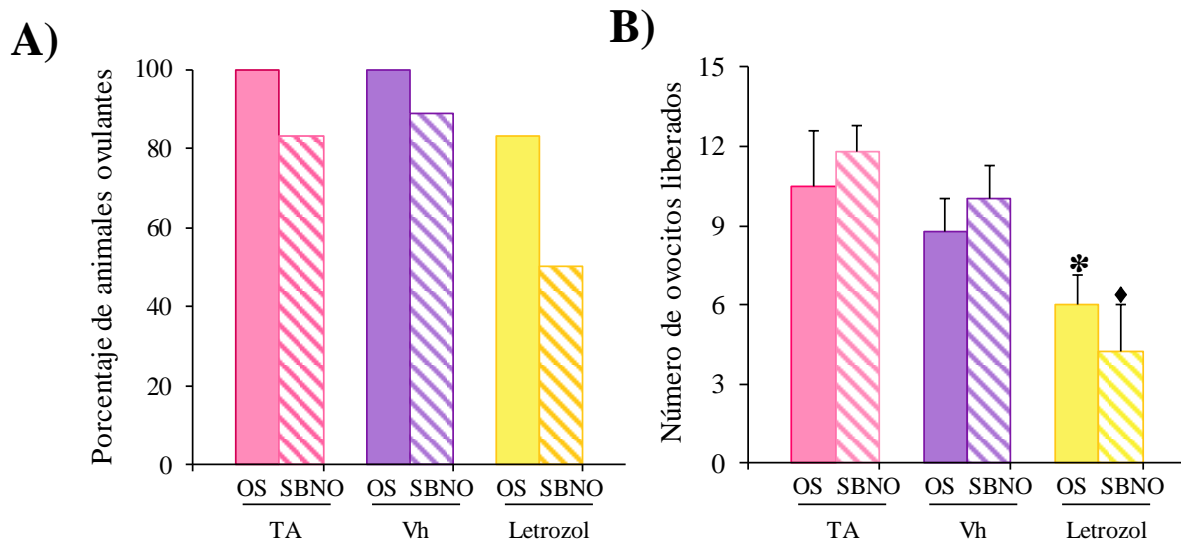 A)
Porcentaje de animales ovulantes
100
80
60
40
20
0
OS SBNO OS SBNO OS SBNO
TA Vh Letrozol
B)
Número de ovocitos liberados
15
12
9
6
3
0
*
♦
OS SBNO OS SBNO OS SBNO
TA Vh Letrozol